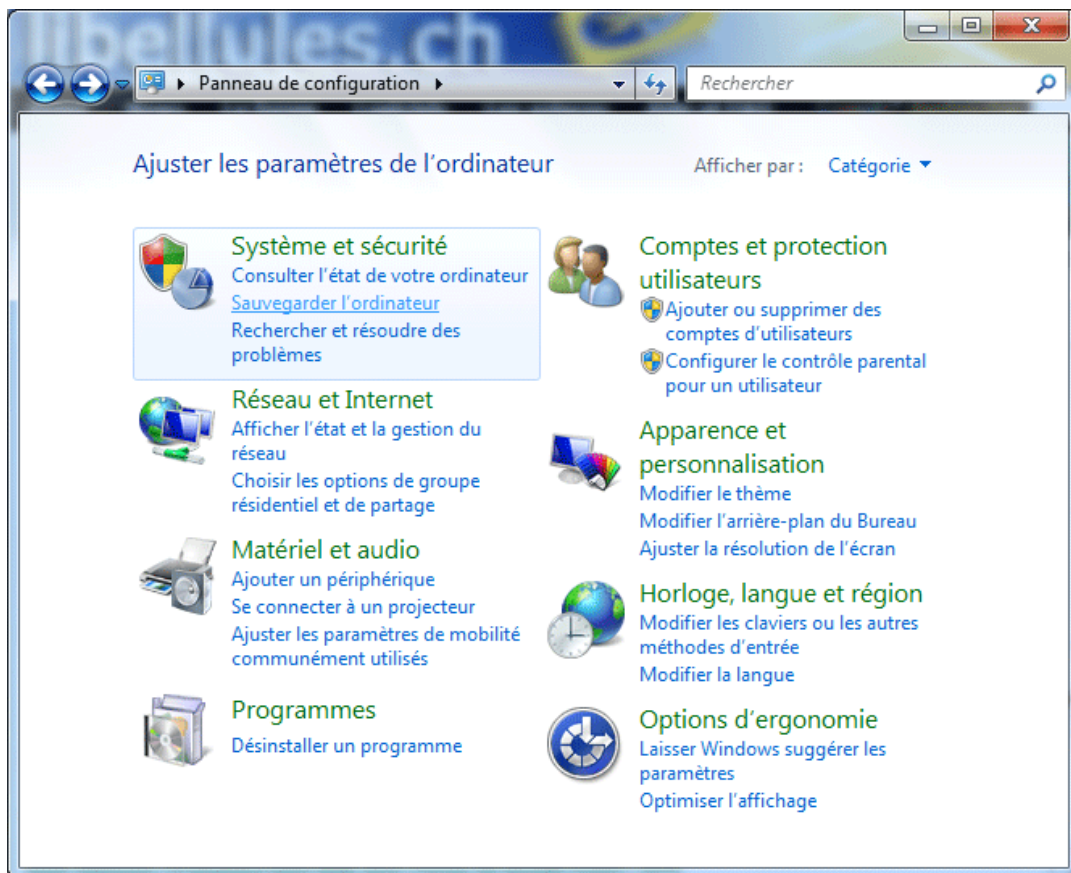 libellules.ch
Panneau de configuration
Rechercher
Ajuster les paramètres de l'ordinateur
Afficher par :
Catégorie
Système et sécurité
Consulter l'état de votre ordinateur
Sauvegarder l'ordinateur
Rechercher et résoudre des
problèmes
Réseau et Internet
Afficher l'état et la gestion du
réseau
Choisir les options de groupe
résidentiel et de partage
Matériel et audio
Ajouter un périphérique
Se connecter à un projecteur
Ajuster les paramètres de mobilité
communément utilisés
Programmes
Désinstaller un programme
Comptes et protection
utilisateurs
Ajouter ou supprimer des
comptes d'utilisateurs
Configurer le contrôle parental
pour un utilisateur
Apparence et
personnalisation
Modifier le thème
Modifier l'arrière-plan du Bureau
Ajuster la résolution de l'écran
Horloge, langue et région
Modifier les claviers ou les autres
méthodes d'entrée
Modifier la langue
Options d'ergonomie
Laisser Windows suggérer les
paramètres
Optimiser l'affichage